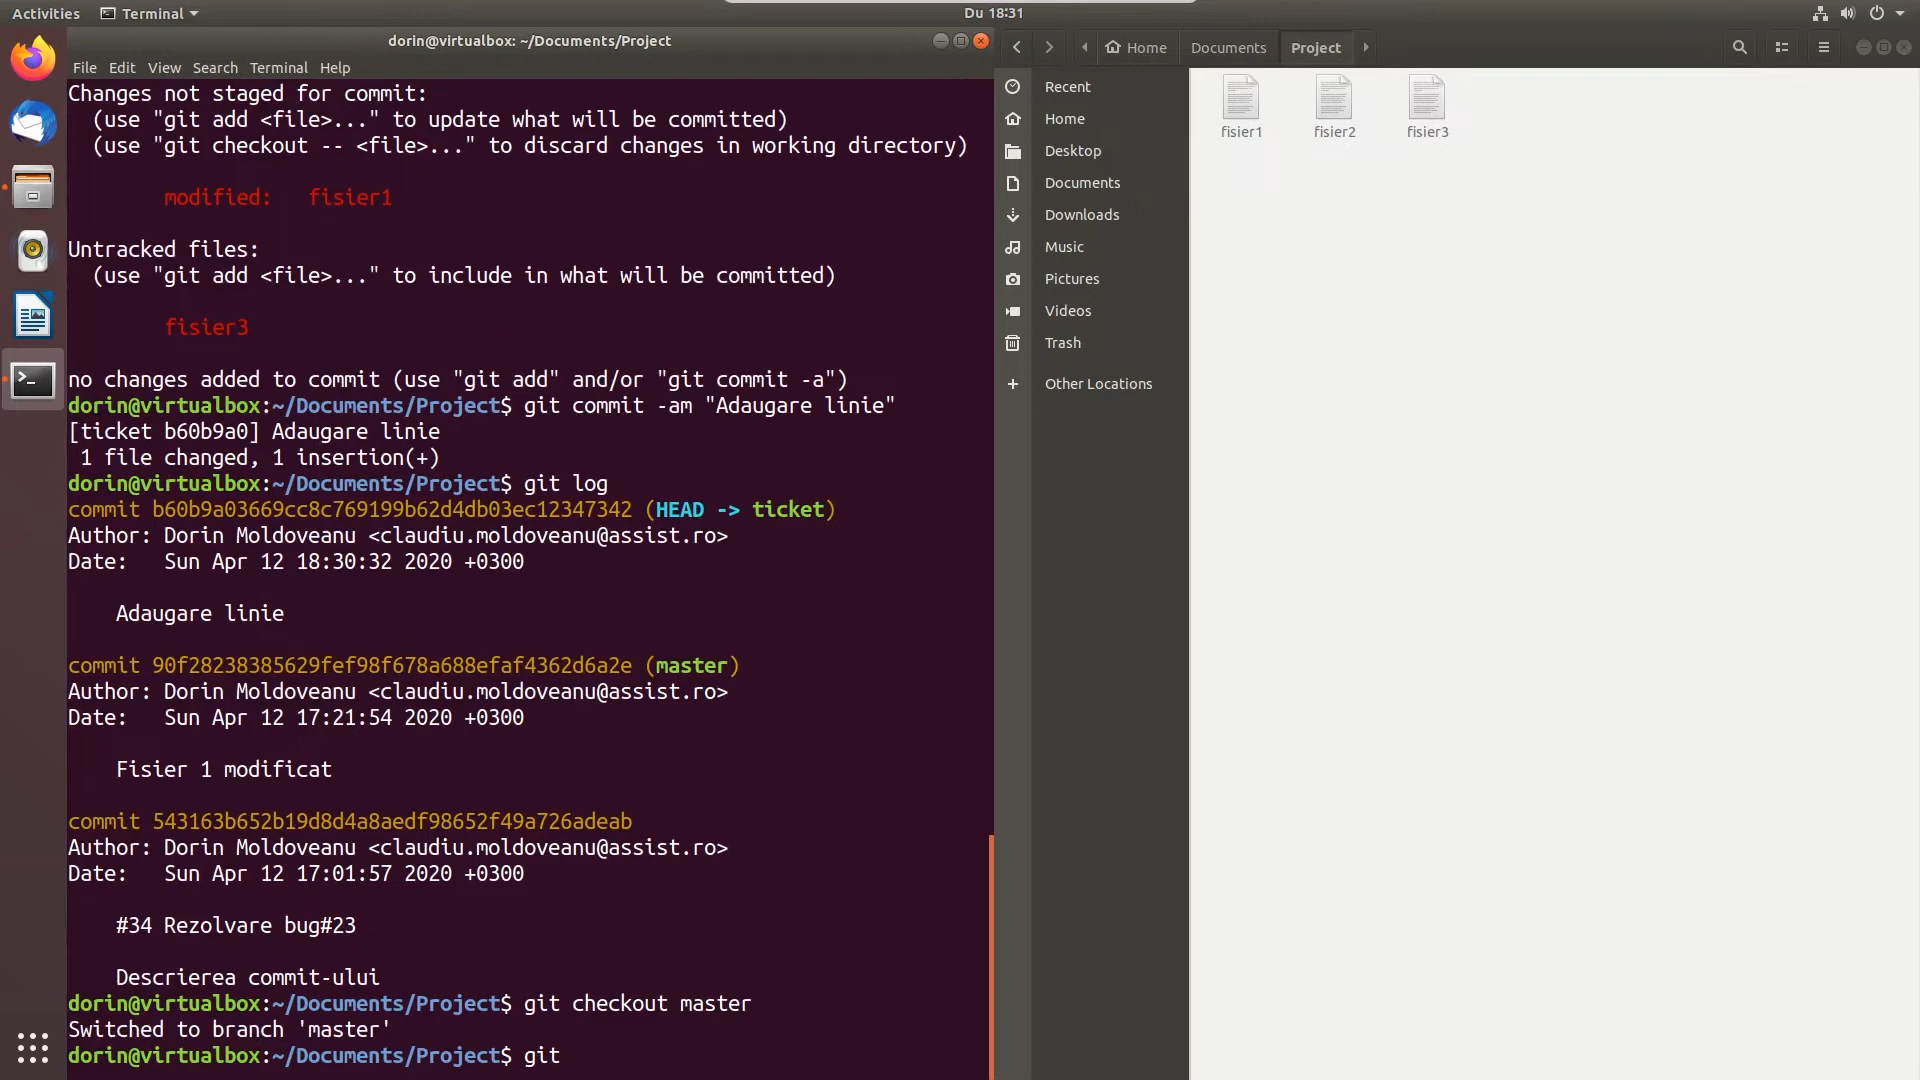 Activities
Terminal
Du 18:31
dorin@virtualbox: ~/Documents/Project
File Edit View Search Terminal Help
Changes not staged for commit:
  (use "git add <file>..." to update what will be committed)
  (use "git checkout -- <file>..." to discard changes in working directory)
        modified:   fisier1
Untracked files:
  (use "git add <file>..." to include in what will be committed)
        fisier3
no changes added to commit (use "git add" and/or "git commit -a")
dorin@virtualbox:~/Documents/Project$ git commit -am "Adaugare linie"
[ticket b60b9a0] Adaugare linie
 1 file changed, 1 insertion(+)
dorin@virtualbox:~/Documents/Project$ git log
commit b60b9a03669cc8c769199b62d4db03ec12347342 (HEAD -> ticket)
Author: Dorin Moldoveanu <claudiu.moldoveanu@assist.ro>
Date:   Sun Apr 12 18:30:32 2020 +0300
    Adaugare linie
commit 90f28238385629fef98f678a688efaf4362d6a2e (master)
Author: Dorin Moldoveanu <claudiu.moldoveanu@assist.ro>
Date:   Sun Apr 12 17:21:54 2020 +0300
    Fisier 1 modificat
commit 543163b652b19d8d4a8aedf98652f49a726adeab
Author: Dorin Moldoveanu <claudiu.moldoveanu@assist.ro>
Date:   Sun Apr 12 17:01:57 2020 +0300
    #34 Rezolvare bug#23
    Descrierea commit-ului
dorin@virtualbox:~/Documents/Project$ git checkout master
Switched to branch 'master'
dorin@virtualbox:~/Documents/Project$ git
Home Documents Project
Recent
Home
Desktop
Documents
Downloads
Music
Pictures
Videos
Trash
Other Locations
fisier1 fisier2 fisier3